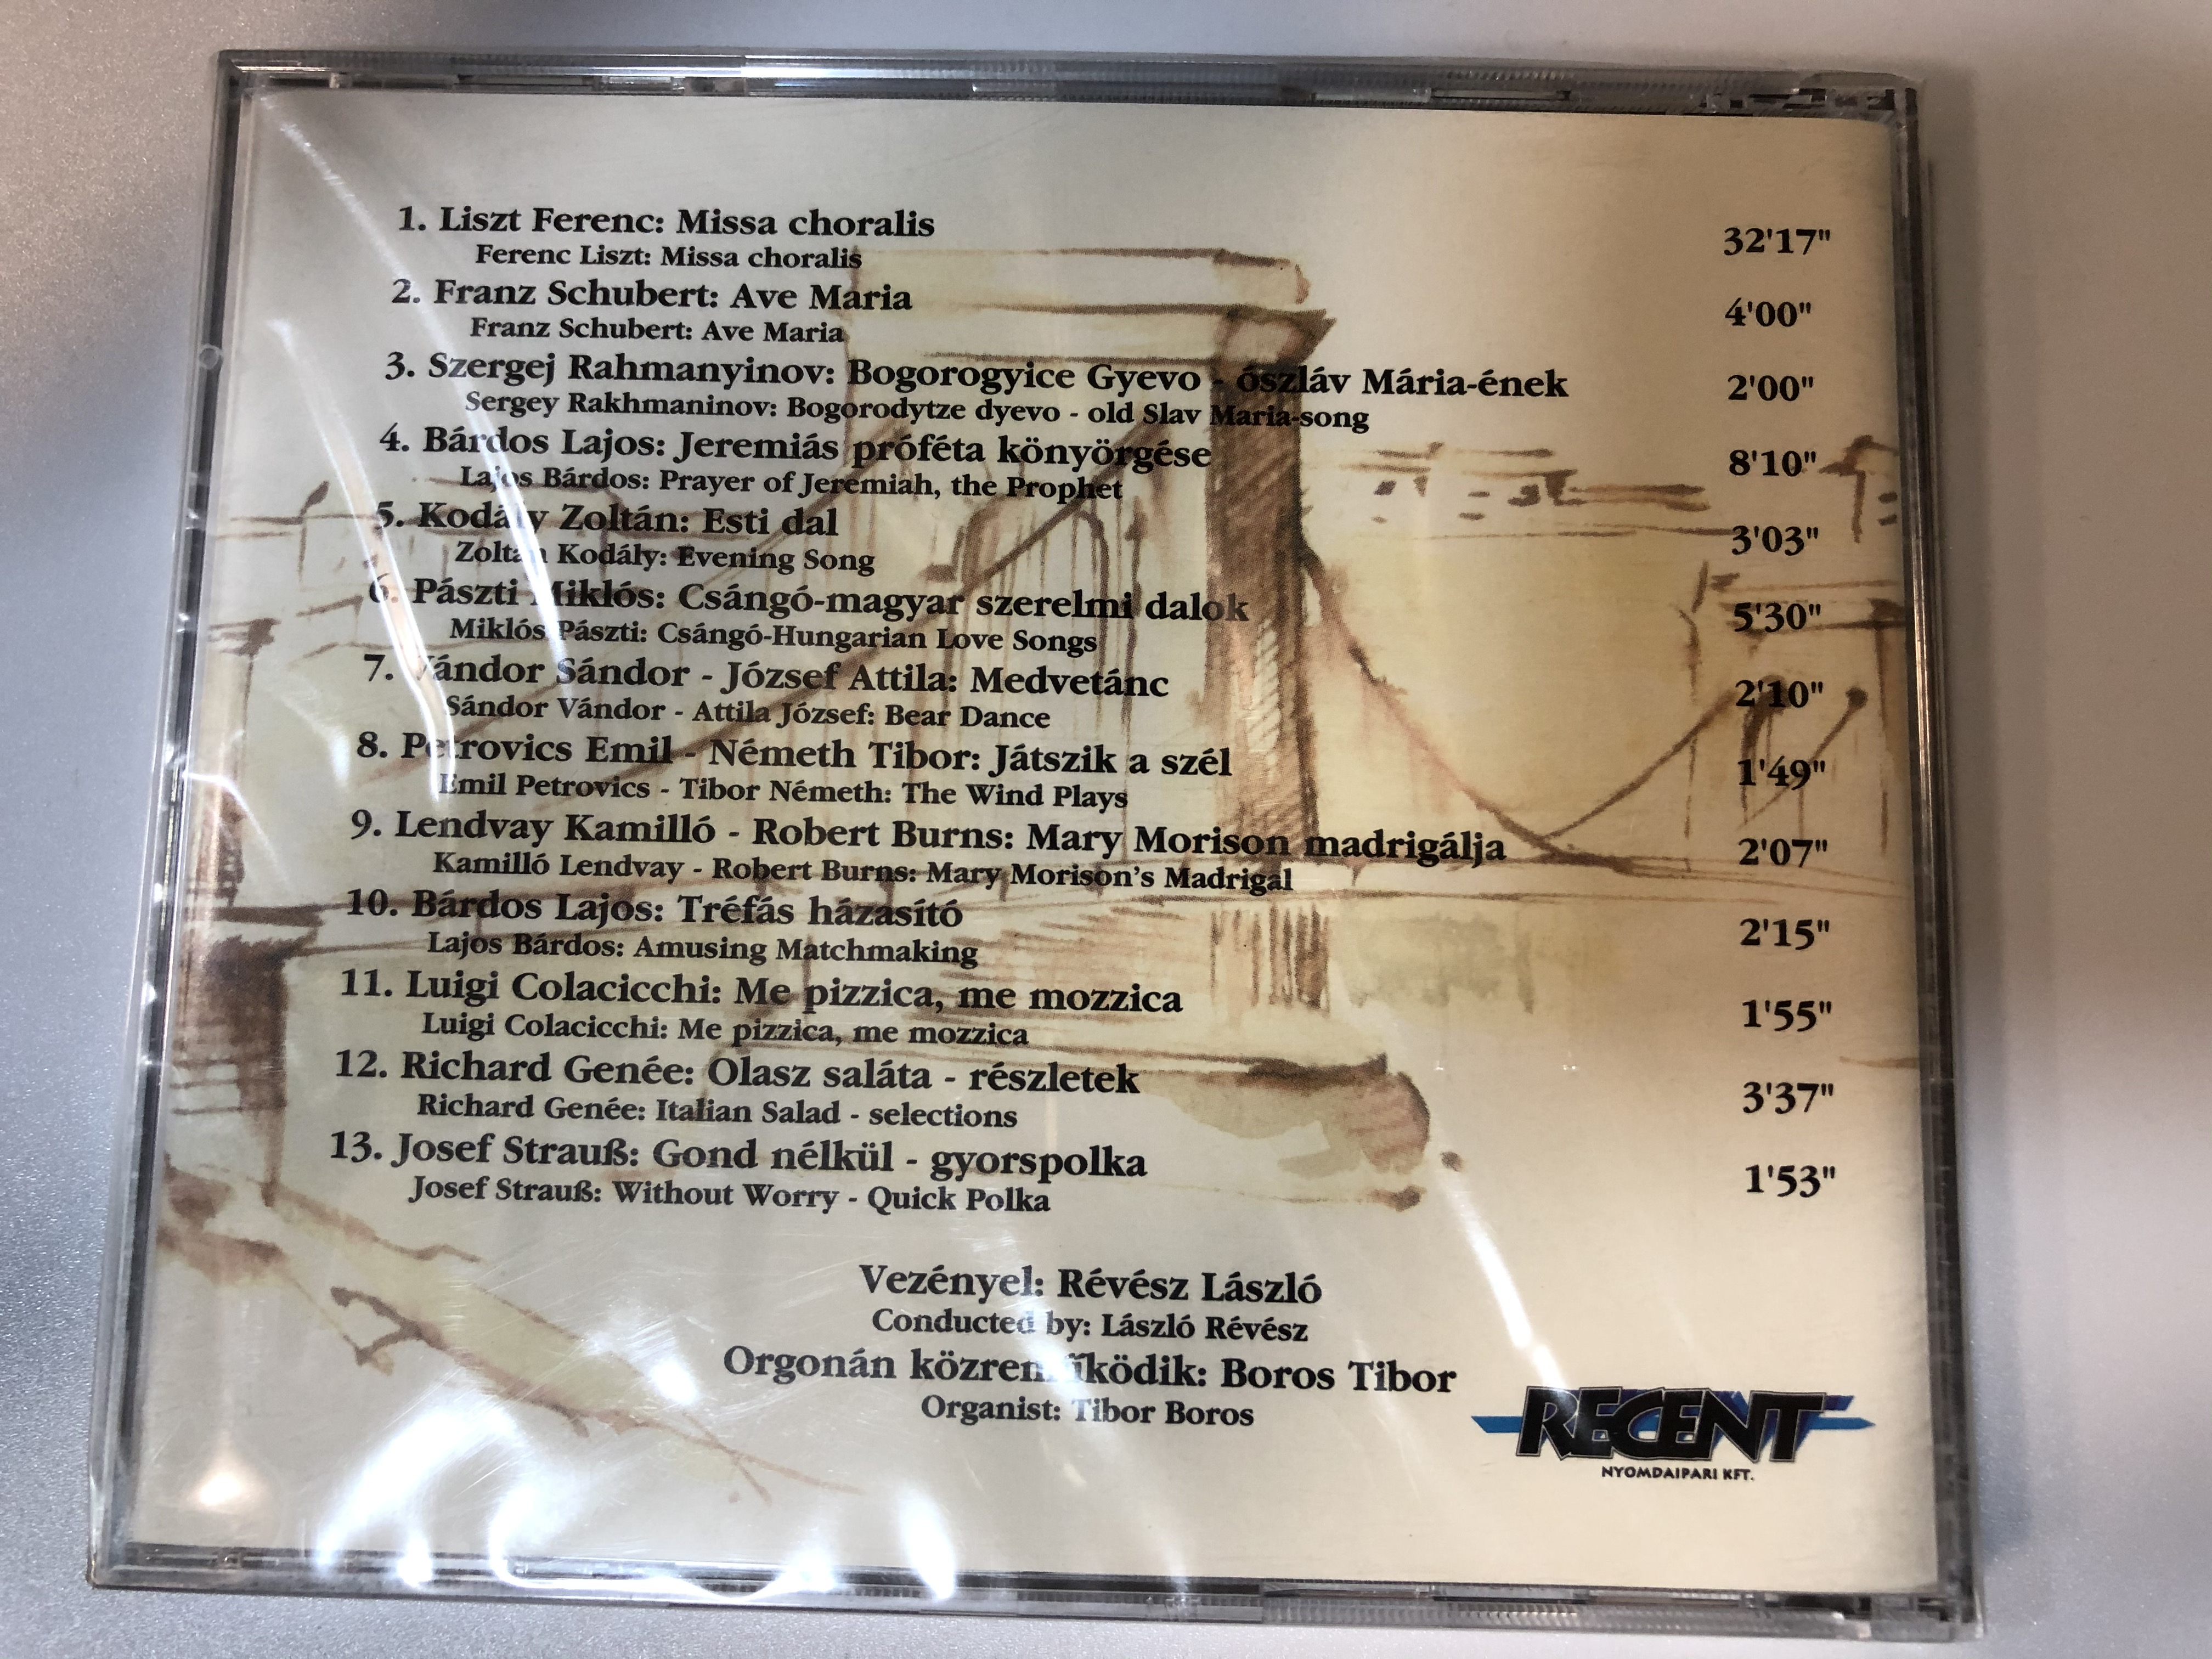 1. Liszt Ferenc: Missa choralis 32'17"
Ferenc Liszt: Missa choralis
2. Franz Schubert: Ave Maria 4'00"
Franz Schubert: Ave Maria
3. Szergej Rahmanyinov: Bogorogyice Gyevo - ószláv Mária-ének 2'00"
Sergey Rakhmaninov: Bogorodytze dyevo - old Slav Maria-song
4. Bárdos Lajos: Jeremiás próféta könyörgése 8'10"
Lajos Bárdos: Prayer of Jeremiah, the Prophet
5. Kodály Zoltán: Esti dal 3'03"
Zoltán Kodály: Evening Song
6. Pászti Miklós: Csángó-magyar szerelmi dalok 5'30"
Miklós Pászti: Csángó-Hungarian Love Songs
7. Vándor Sándor - József Attila: Medvetánc 2'10"
Sándor Vándor - Attila József: Bear Dance
8. Petrovics Emil - Németh Tibor: Játszik a szél 1'49"
Emil Petrovics - Tibor Németh: The Wind Plays
9. Lendvay Kamilló - Robert Burns: Mary Morison madrigálja 2'07"
Kamilló Lendvay - Robert Burns: Mary Morison's Madrigal
10. Bárdos Lajos: Tréfás házasító 2'15"
Lajos Bárdos: Amusing Matchmaking
11. Luigi Colacicchi: Me pizzica, me mozzica 1'55"
Luigi Colacicchi: Me pizzica, me mozzica
12. Richard Genée: Olasz saláta - részletek 3'37"
Richard Genée: Italian Salad - selections
13. Josef Strauß: Gond nélkül - gyorspolka 1'53"
Josef Strauß: Without Worry - Quick Polka
Vezényel: Révész László
Conducted by: László Révész
Orgonán közreműködik: Boros Tibor
Organist: Tibor Boros
RECENT
NYOMDAIPARI KFT.